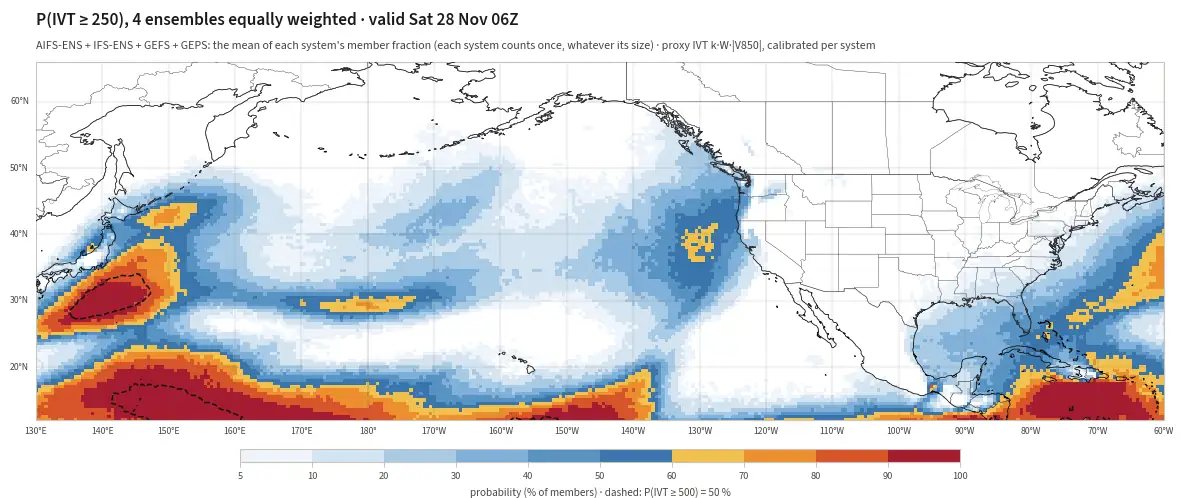 P(IVT ≥ 250), 4 ensembles equally weighted · valid Sat 28 Nov 06Z
AIFS-ENS + IFS-ENS + GEFS + GEPS: the mean of each system's member fraction (each system counts once, whatever its size) · proxy IVT k·W·|V850|, calibrated per system
60°N
50°N
40°N
30°N
20°N
130°E 140°E 150°E 160°E 170°E 180° 170°W 160°W 150°W 140°W 130°W 120°W 110°W 100°W 90°W 80°W 70°W 60°W
5 10 20 30 40 50 60 70 80 90 100
probability (% of members) · dashed: P(IVT ≥ 500) = 50 %